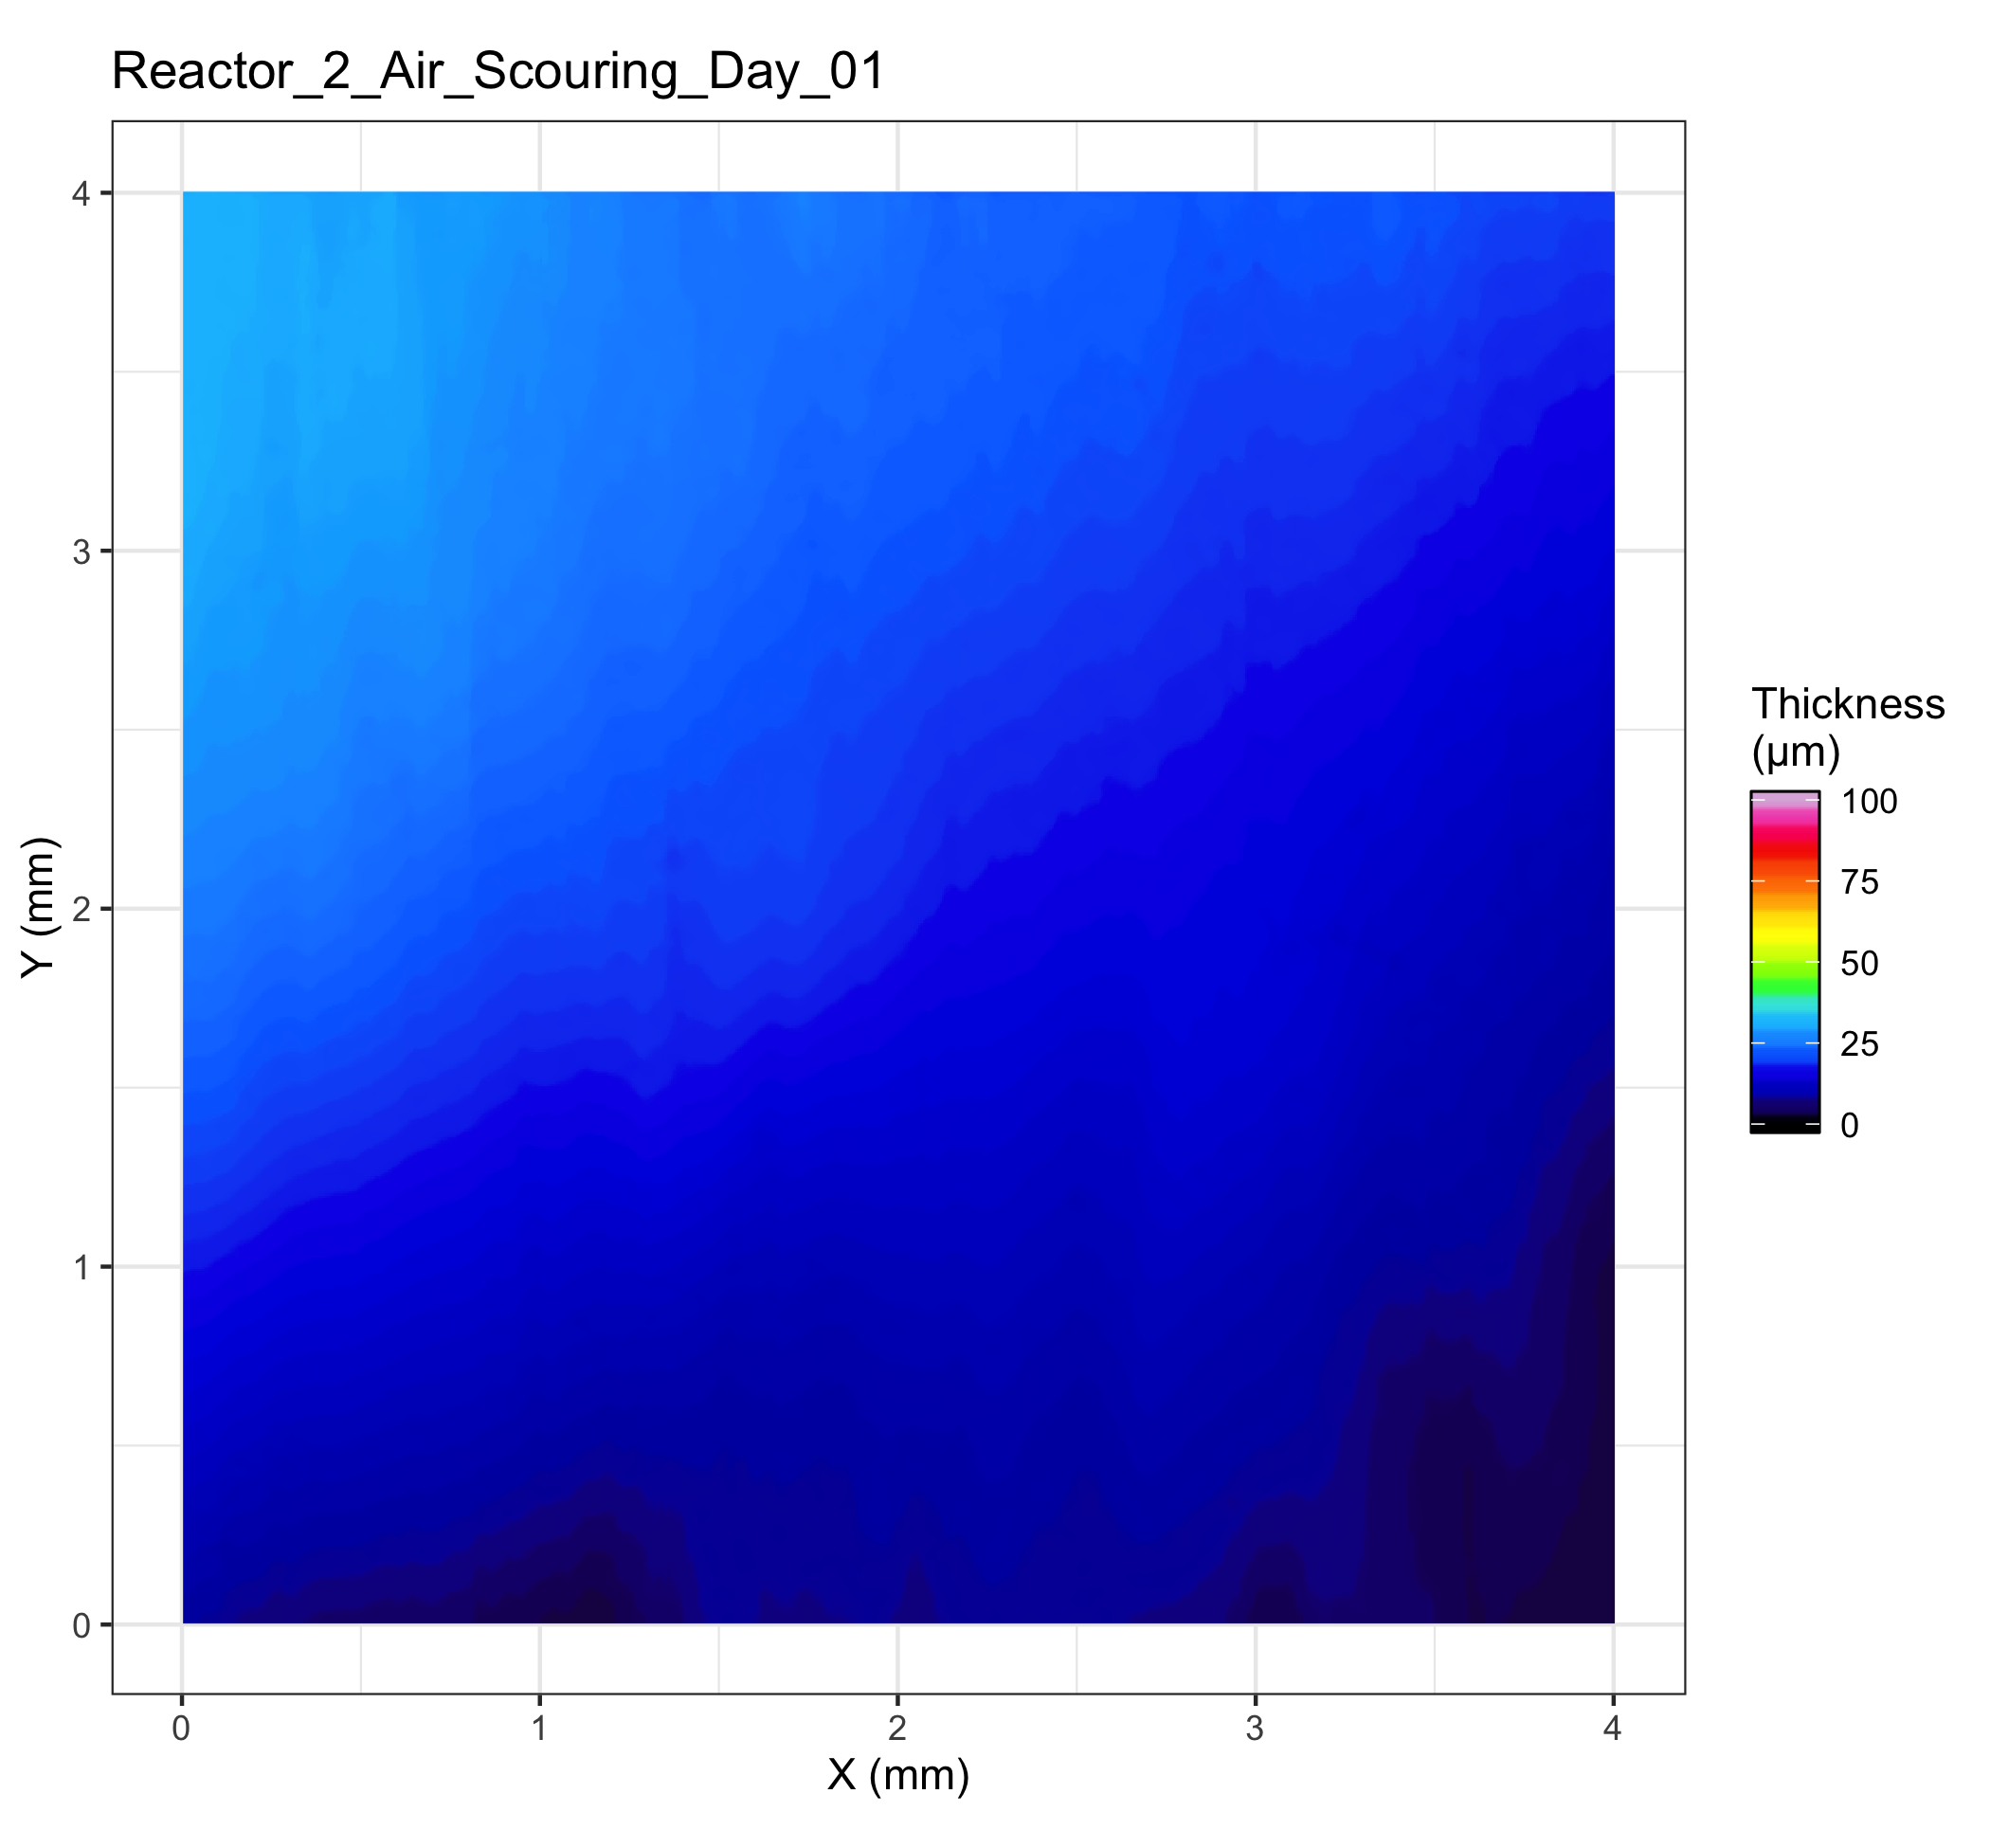 Reactor_2_Air_Scouring_Day_01
4
3
2
1
0
Y (mm)
0 1 2 3 4
X (mm)
Thickness
(µm)
100
75
50
25
0